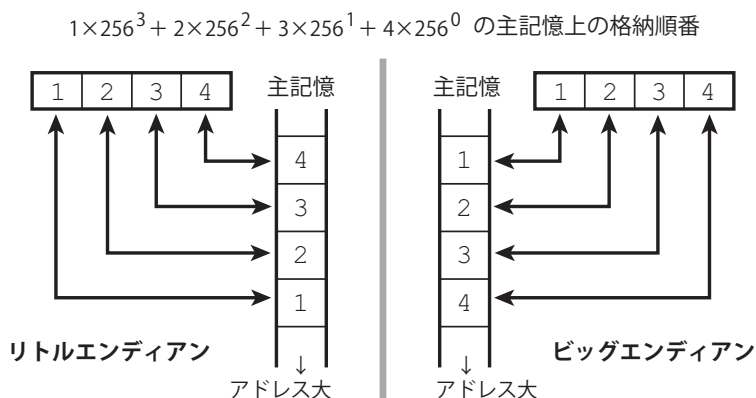 1×256³＋2×256²＋3×256¹＋4×256⁰ の主記憶上の格納順番
1 2 3 4
主記憶
4
3
2
1
リトルエンディアン
↓
アドレス大
主記憶
1 2 3 4
1
2
3
4
ビッグエンディアン
↓
アドレス大